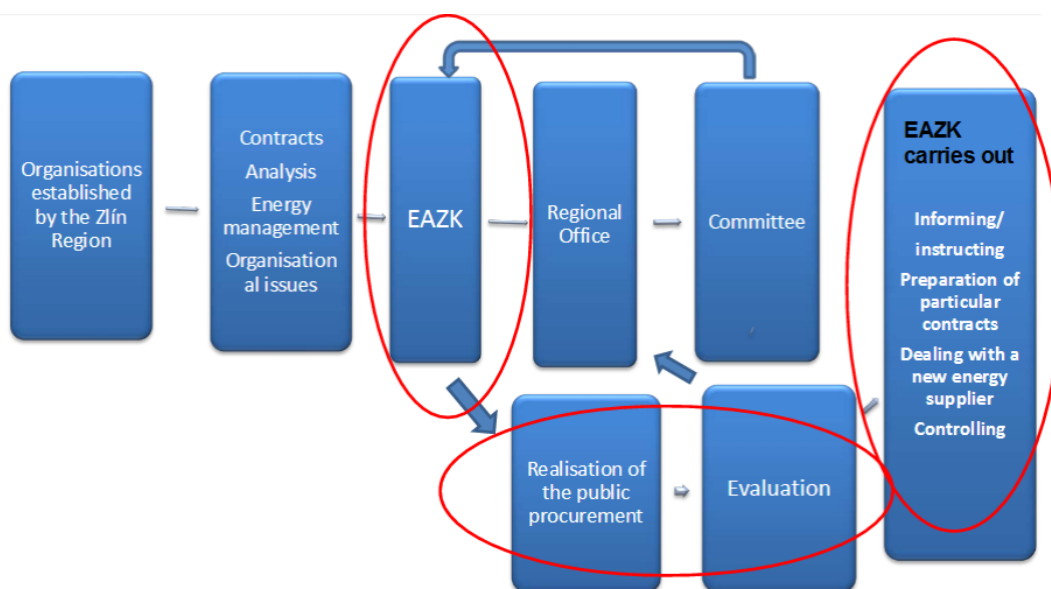 Organisations
established
by the Zlín
Region
Contracts
Analysis
Energy
management
Organisation
al issues
EAZK
Regional
Office
Committee
EAZK
carries out
Informing/
instructing
Preparation of
particular
contracts
Dealing with a
new energy
supplier
Controlling
Realisation of
the public
procurement
Evaluation